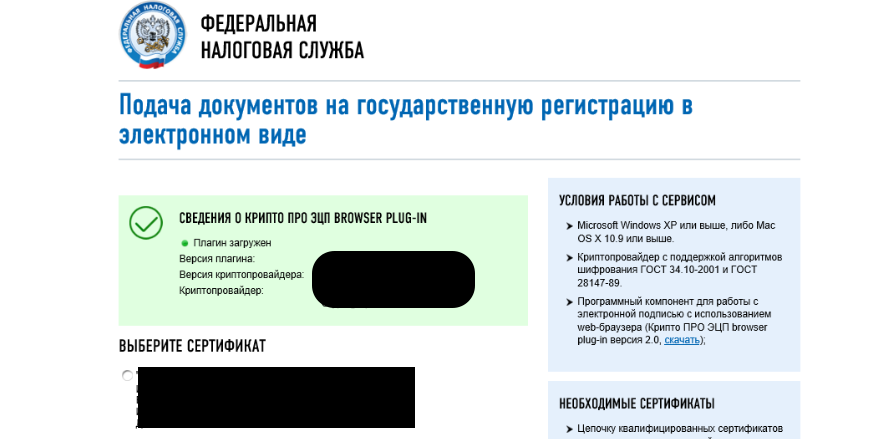 ФЕДЕРАЛЬНАЯ
НАЛОГОВАЯ СЛУЖБА
Подача документов на государственную регистрацию в
электронном виде
СВЕДЕНИЯ О КРИПТО ПРО ЭЦП BROWSER PLUG-IN
Плагин загружен
Версия плагина:
Версия криптопровайдера:
Криптопровайдер:
ВЫБЕРИТЕ СЕРТИФИКАТ
УСЛОВИЯ РАБОТЫ С СЕРВИСОМ
Microsoft Windows XP или выше, либо Mac
OS X 10.9 или выше.
Криптопровайдер с поддержкой алгоритмов
шифрования ГОСТ 34.10-2001 и ГОСТ
28147-89.
Программный компонент для работы с
электронной подписью с использованием
web-браузера (Крипто ПРО ЭЦП browser
plug-in версия 2.0, скачать);
НЕОБХОДИМЫЕ СЕРТИФИКАТЫ
Цепочку квалифицированных сертификатов